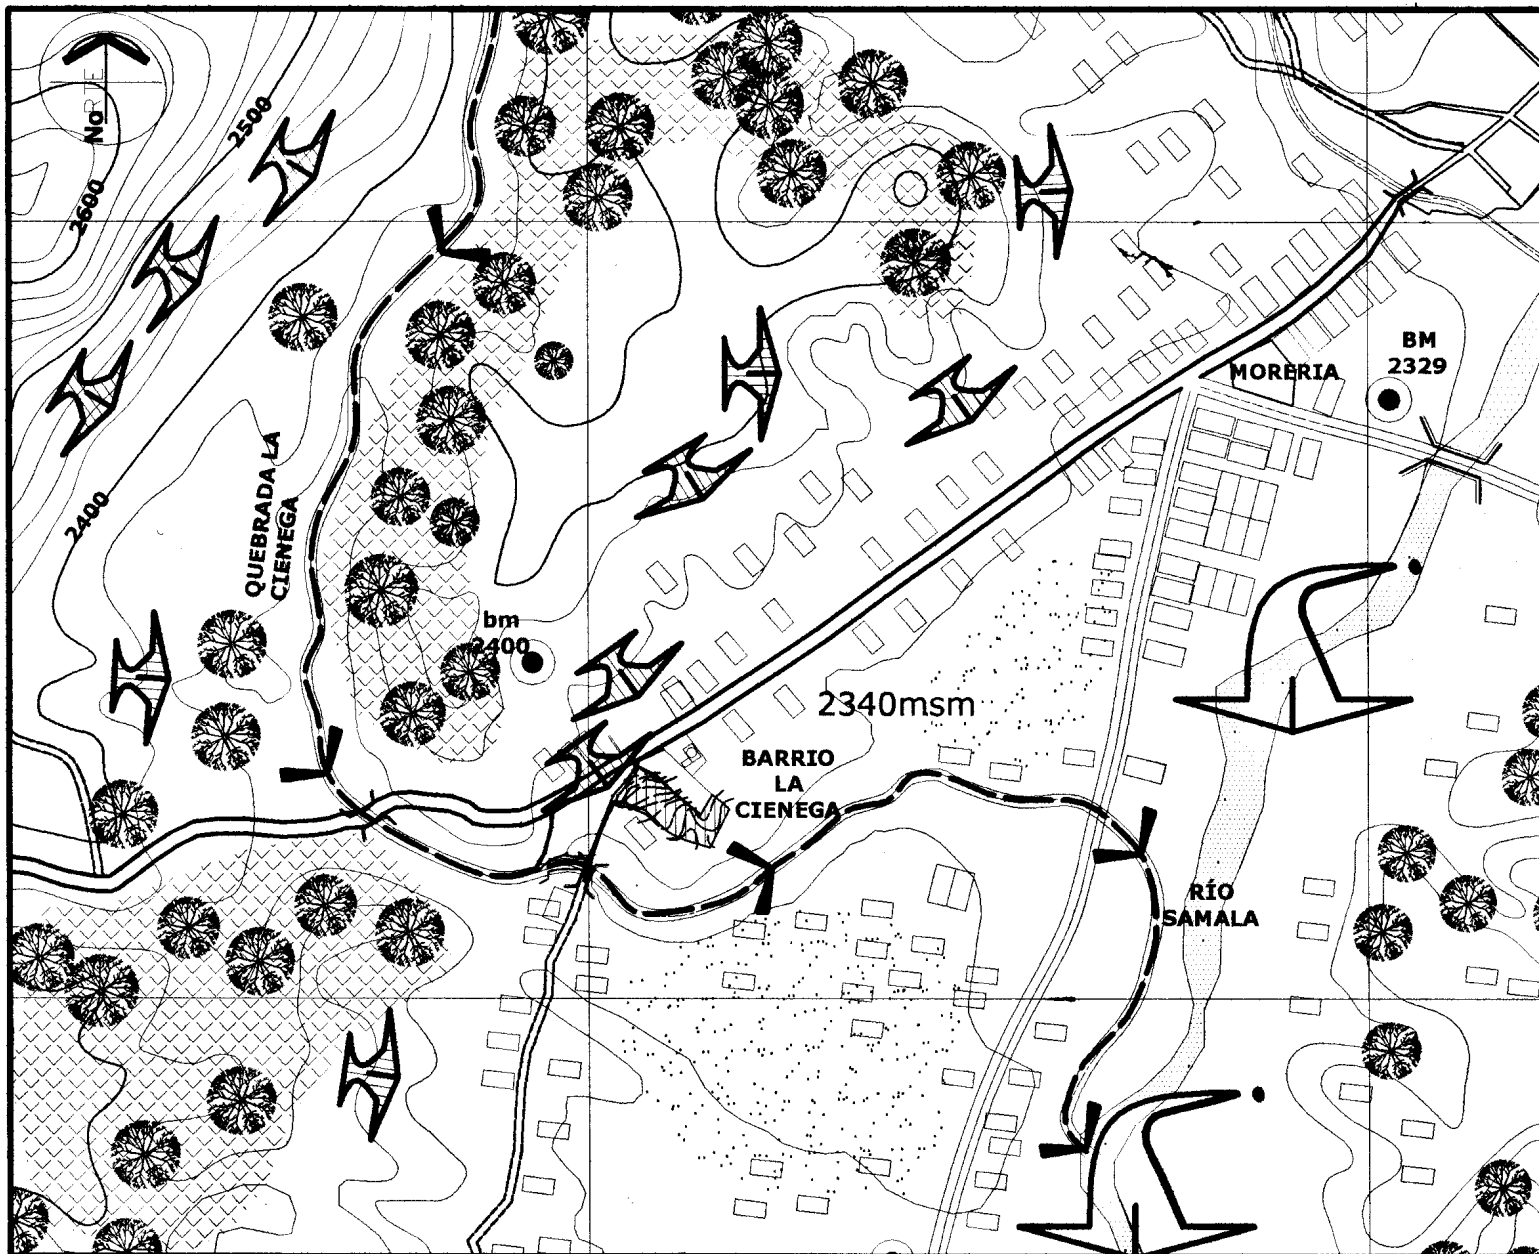 NoRTE
2500
2600
2400
QUEBRADA LA
CIENEGA
bm
2400
MORERIA
BM
2329
2340msm
BARRIO
LA
CIENEGA
RÍO
SAMALA